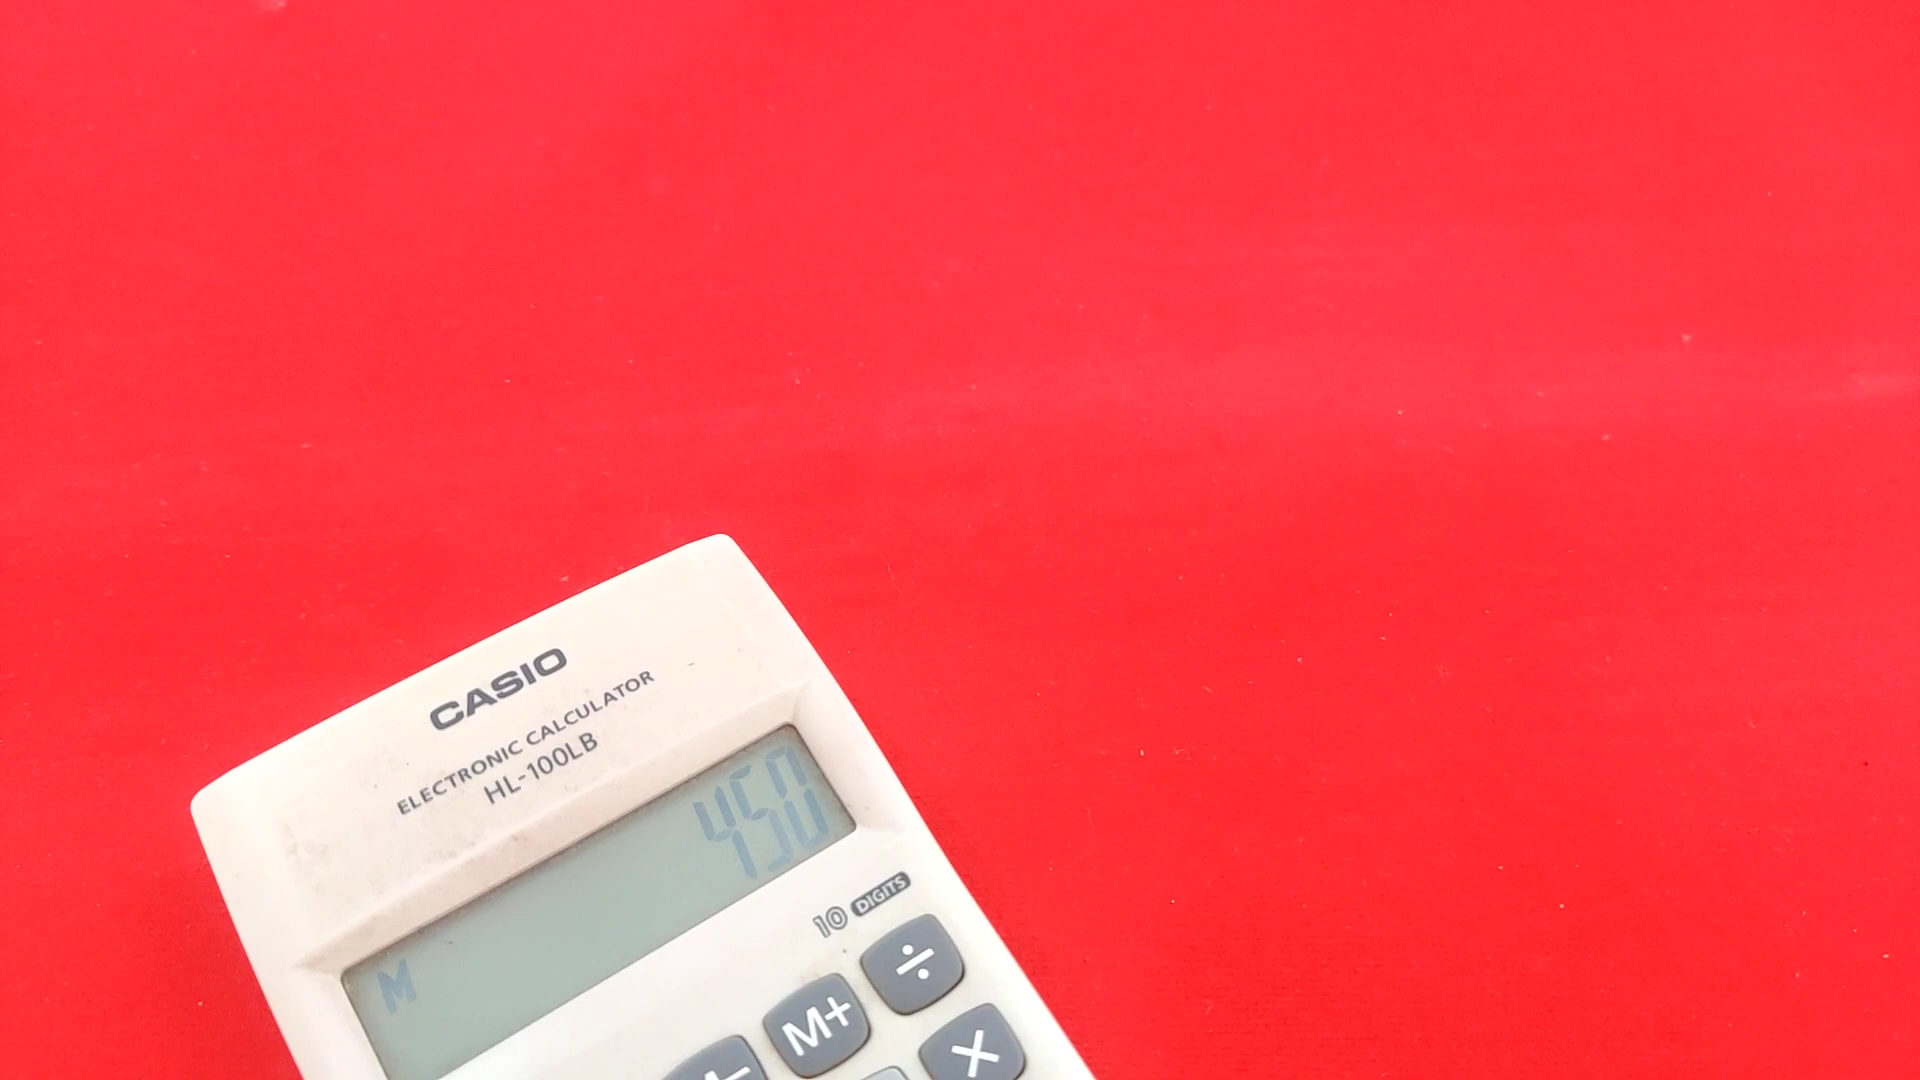 CASIO
ELECTRONIC CALCULATOR
HL-100LB
450
M
10 DIGITS
÷
M+
×